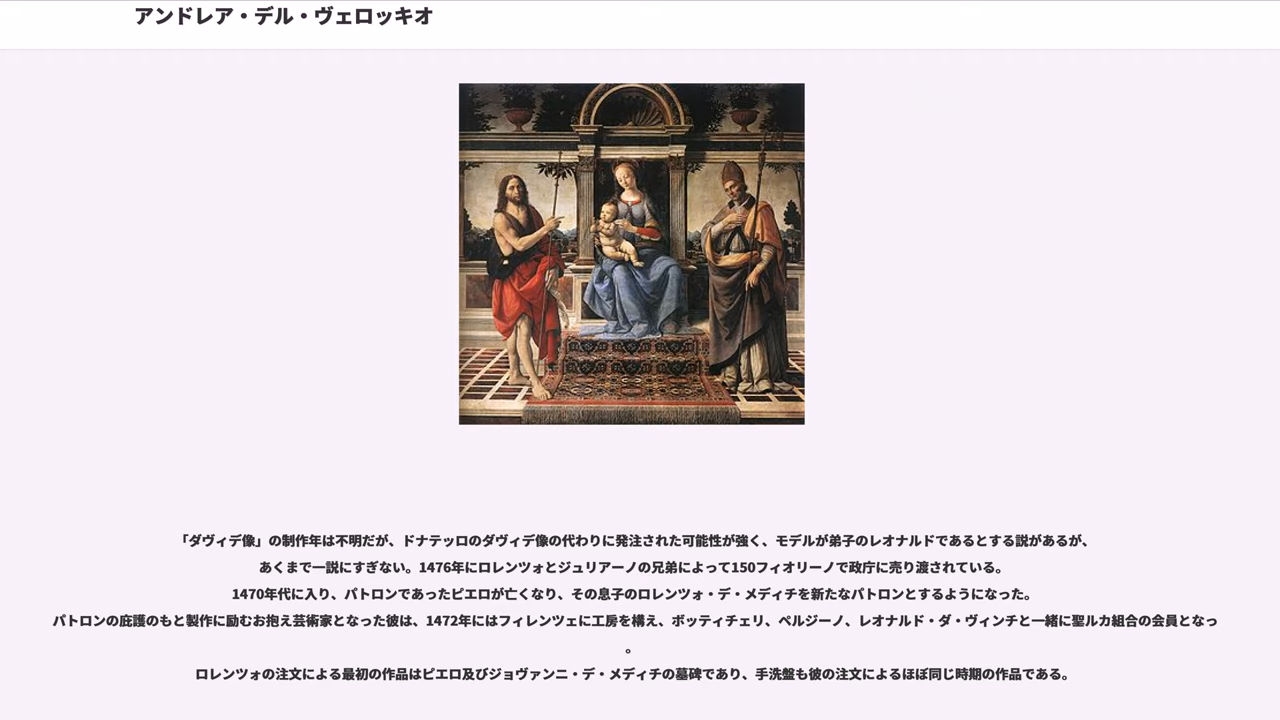 アンドレア・デル・ヴェロッキオ
「ダヴィデ像」の制作年は不明だが、ドナテッロのダヴィデ像の代わりに発注された可能性が強く、モデルが弟子のレオナルドであるとする説があるが、
あくまで一説にすぎない。1476年にロレンツォとジュリアーノの兄弟によって150フィオリーノで政庁に売り渡されている。
1470年代に入り、パトロンであったピエロが亡くなり、その息子のロレンツォ・デ・メディチを新たなパトロンとするようになった。
パトロンの庇護のもと製作に励むお抱え芸術家となった彼は、1472年にはフィレンツェに工房を構え、ボッティチェリ、ペルジーノ、レオナルド・ダ・ヴィンチと一緒に聖ルカ組合の会員となっ
。
ロレンツォの注文による最初の作品はピエロ及びジョヴァンニ・デ・メディチの墓碑であり、手洗盤も彼の注文によるほぼ同じ時期の作品である。